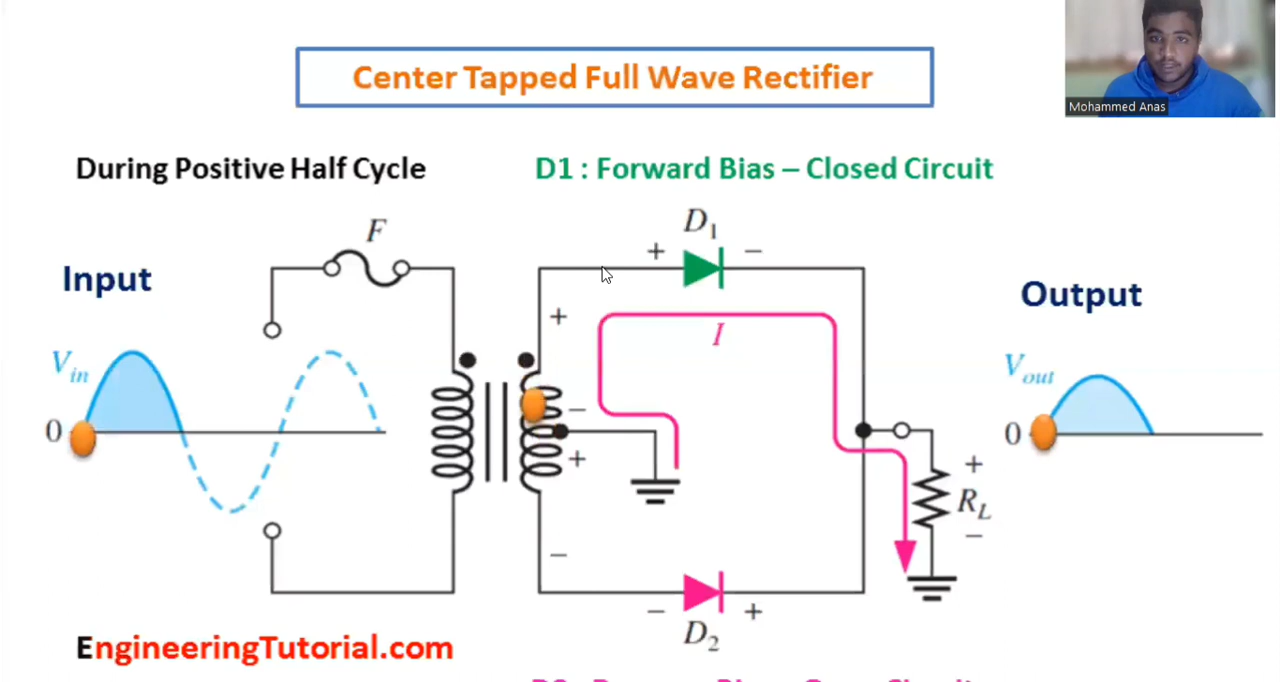 Center Tapped Full Wave Rectifier
Mohammed Anas
During Positive Half Cycle
D1 : Forward Bias – Closed Circuit
F
D1
+ −
Input
Output
+
I
Vin
Vout
−
0
0
+
+
RL
−
−
− +
D2
EngineeringTutorial.com